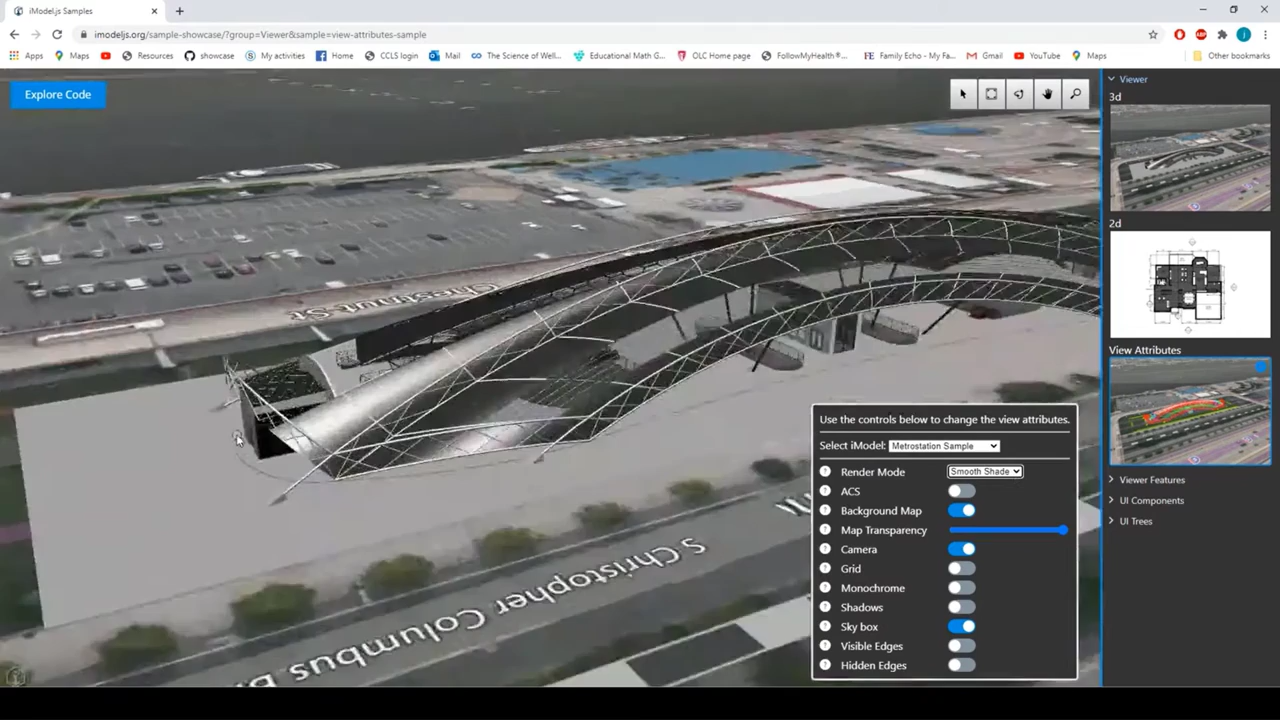 iModel.js Samples
imodeljs.org/sample-showcase/?group=Viewer&sample=view-attributes-sample
Apps
Maps
Resources
showcase
My activities
Home
CCLS login
Mail
The Science of Well...
Educational Math G...
OLC Home page
FollowMyHealth®...
Family Echo - My Fa...
Gmail
YouTube
Maps
Other bookmarks
Explore Code
Viewer
3d
2d
View Attributes
Viewer Features
UI Components
UI Trees
Chestnut St
S Christopher Columbus B
Use the controls below to change the view attributes.
Select iModel: Metrostation Sample
Render Mode Smooth Shade
ACS
Background Map
Map Transparency
Camera
Grid
Monochrome
Shadows
Sky box
Visible Edges
Hidden Edges